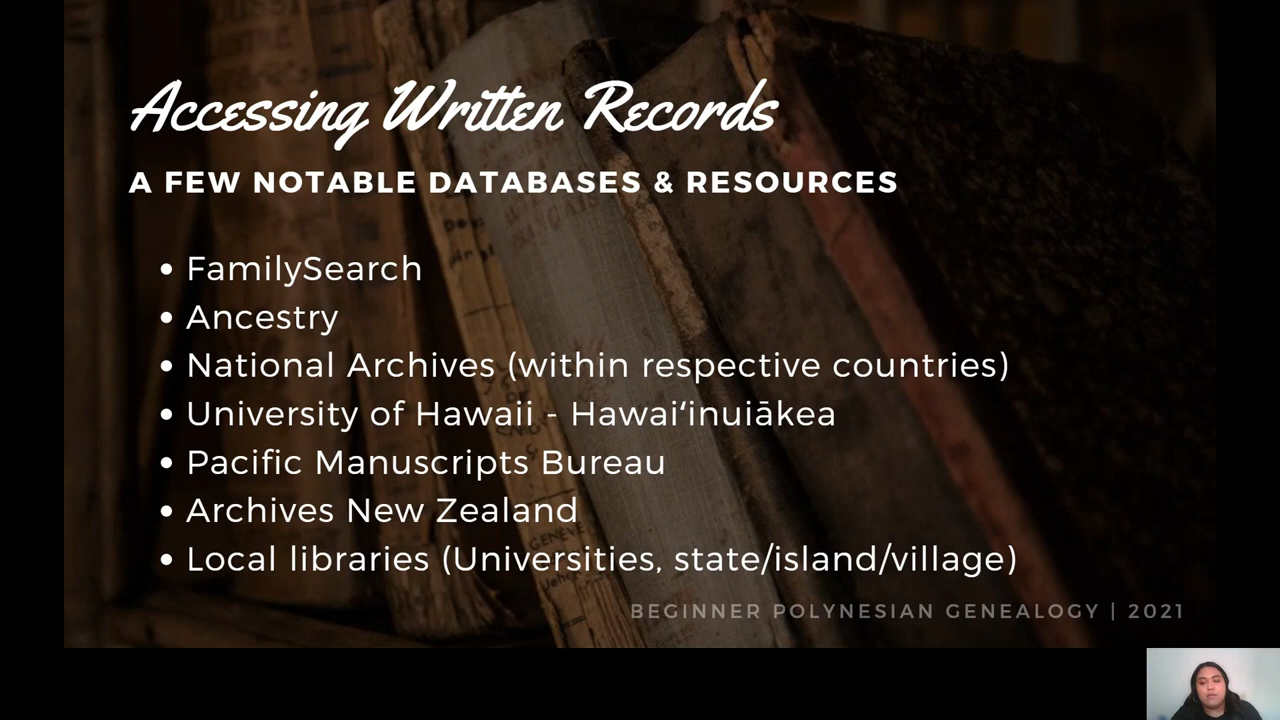 Accessing Written Records
A FEW NOTABLE DATABASES & RESOURCES
• FamilySearch
• Ancestry
• National Archives (within respective countries)
• University of Hawaii - Hawaiʻinuiākea
• Pacific Manuscripts Bureau
• Archives New Zealand
• Local libraries (Universities, state/island/village)
BEGINNER POLYNESIAN GENEALOGY | 2021